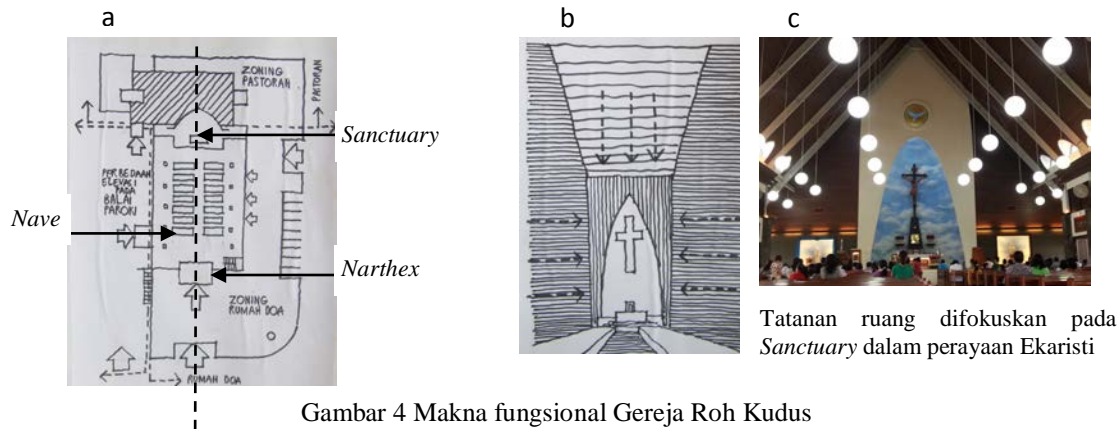 a
b
c
ZONING
PASTORAN
PASTORAN
Sanctuary
PERBEDAAN
ELEVASI
PADA
BALAI
PAROKI
Nave
Narthex
ZONING
RUMAH DOA
RUMAH DOA
Tatanan ruang difokuskan pada
Sanctuary dalam perayaan Ekaristi
Gambar 4 Makna fungsional Gereja Roh Kudus